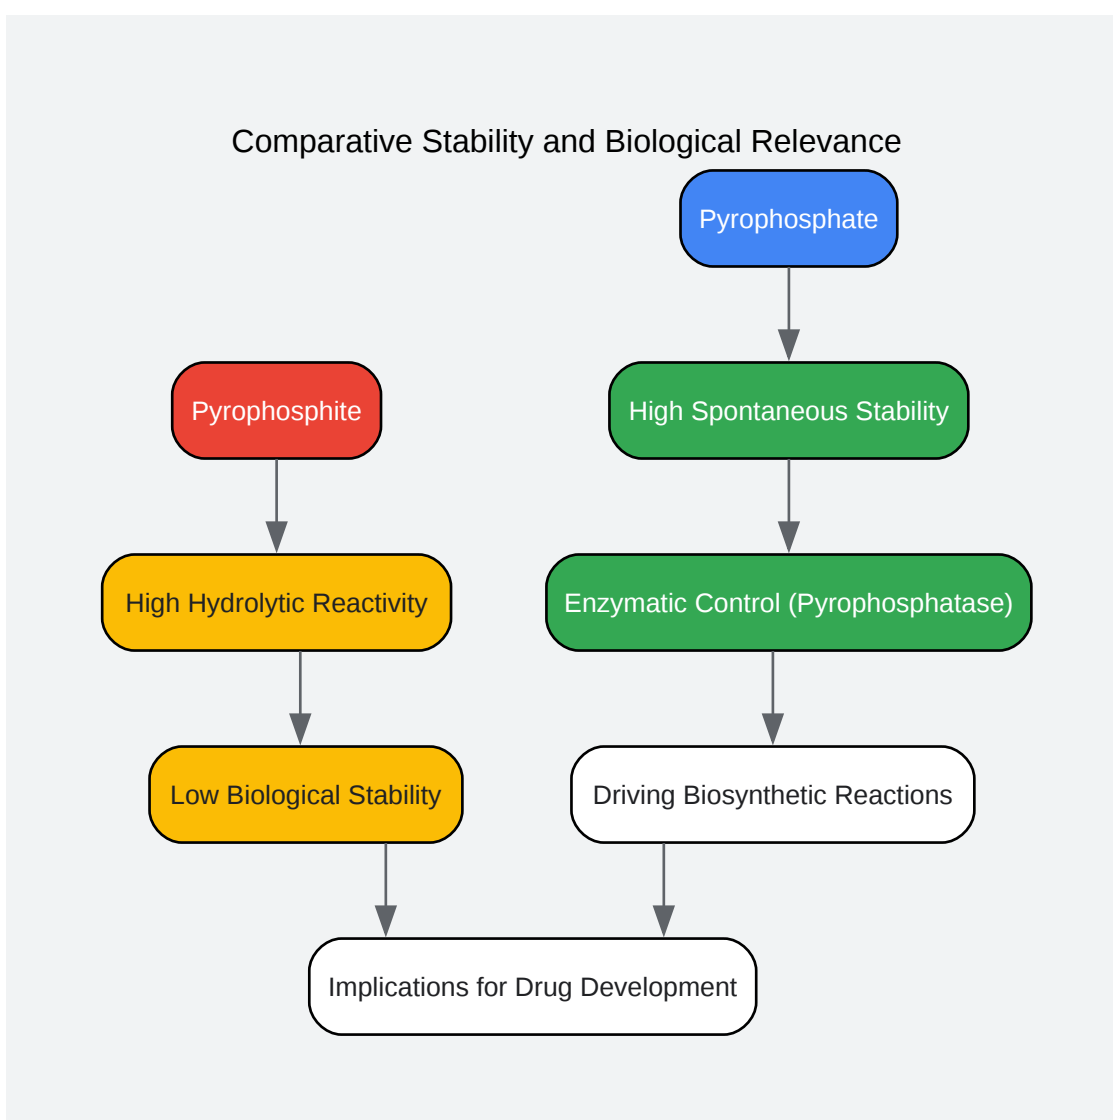 Comparative Stability and Biological Relevance
Pyrophosphate
Pyrophosphite
High Spontaneous Stability
High Hydrolytic Reactivity
Enzymatic Control (Pyrophosphatase)
Low Biological Stability
Driving Biosynthetic Reactions
Implications for Drug Development